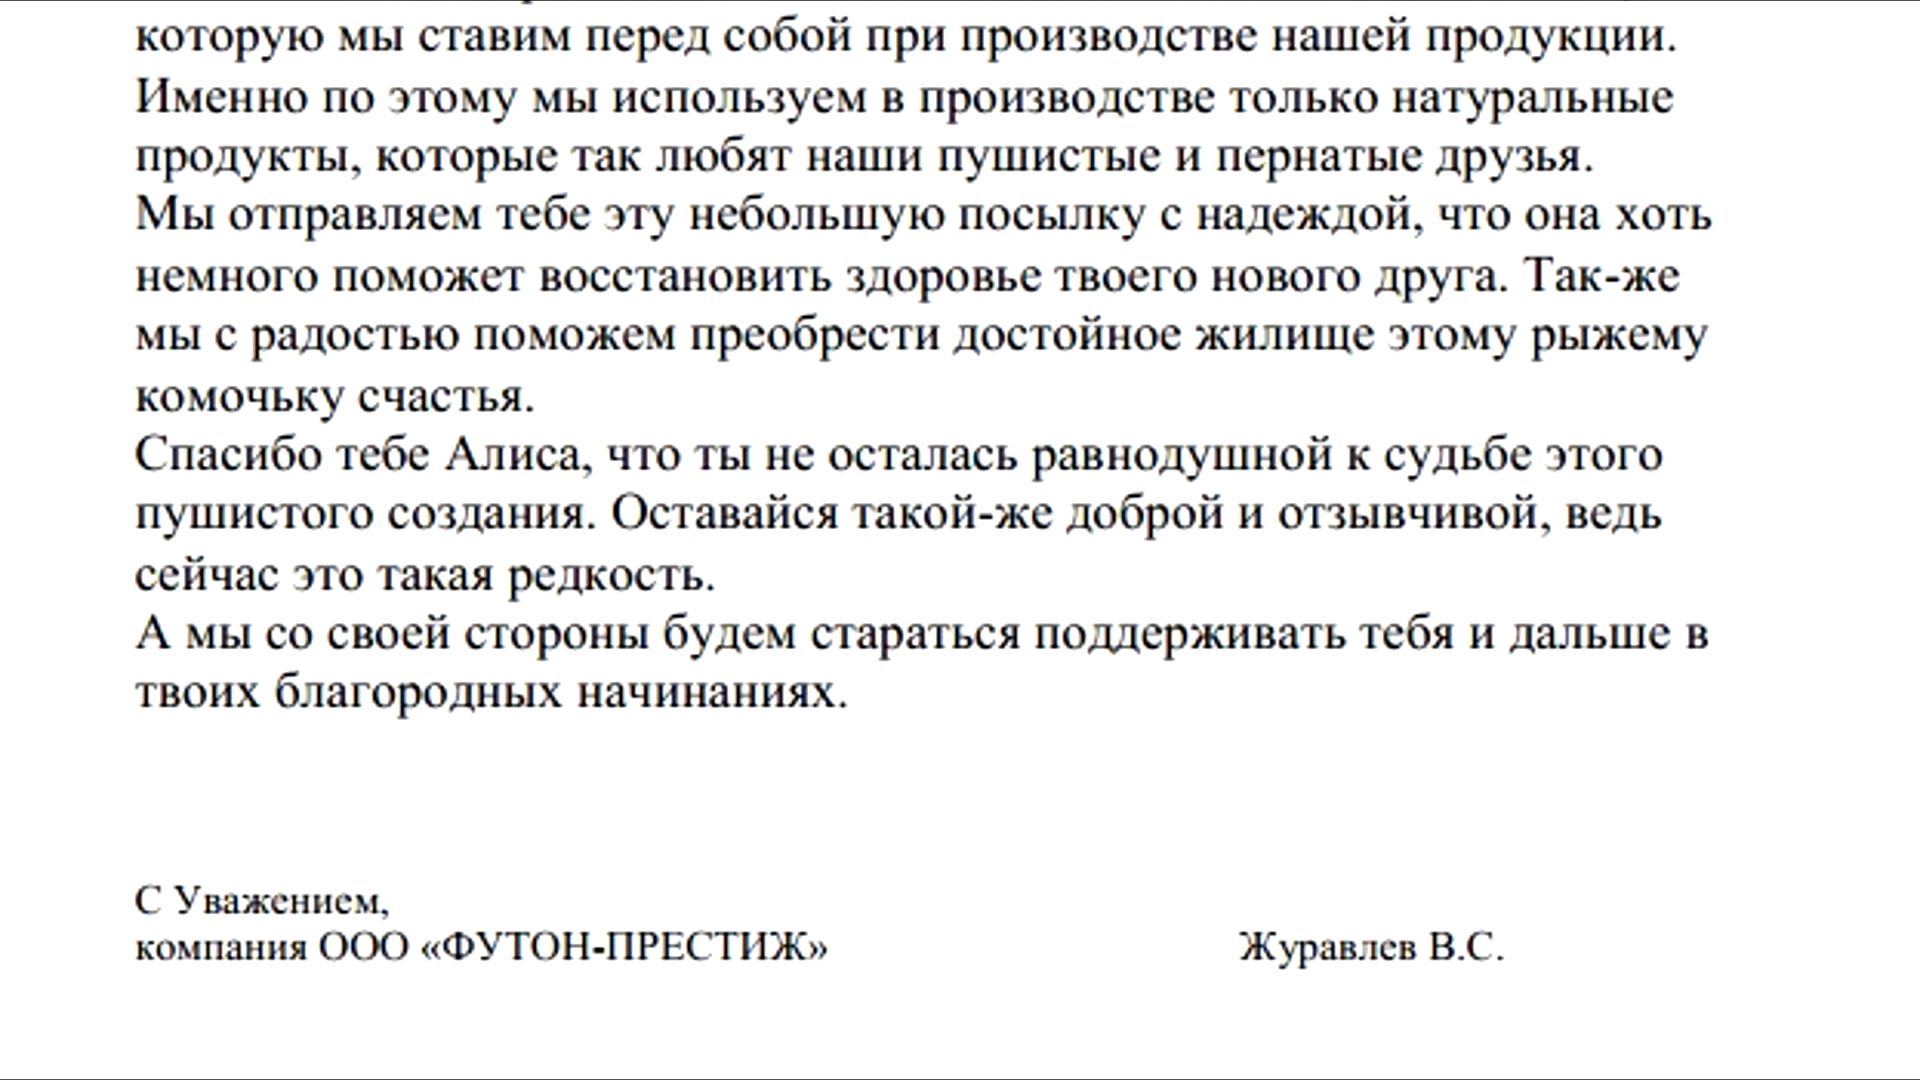 которую мы ставим перед собой при производстве нашей продукции.
Именно по этому мы используем в производстве только натуральные
продукты, которые так любят наши пушистые и пернатые друзья.
Мы отправляем тебе эту небольшую посылку с надеждой, что она хоть
немного поможет восстановить здоровье твоего нового друга. Так-же
мы с радостью поможем преобрести достойное жилище этому рыжему
комочьку счастья.
Спасибо тебе Алиса, что ты не осталась равнодушной к судьбе этого
пушистого создания. Оставайся такой-же доброй и отзывчивой, ведь
сейчас это такая редкость.
А мы со своей стороны будем стараться поддерживать тебя и дальше в
твоих благородных начинаниях.
С Уважением,
компания ООО «ФУТОН-ПРЕСТИЖ» Журавлев В.С.